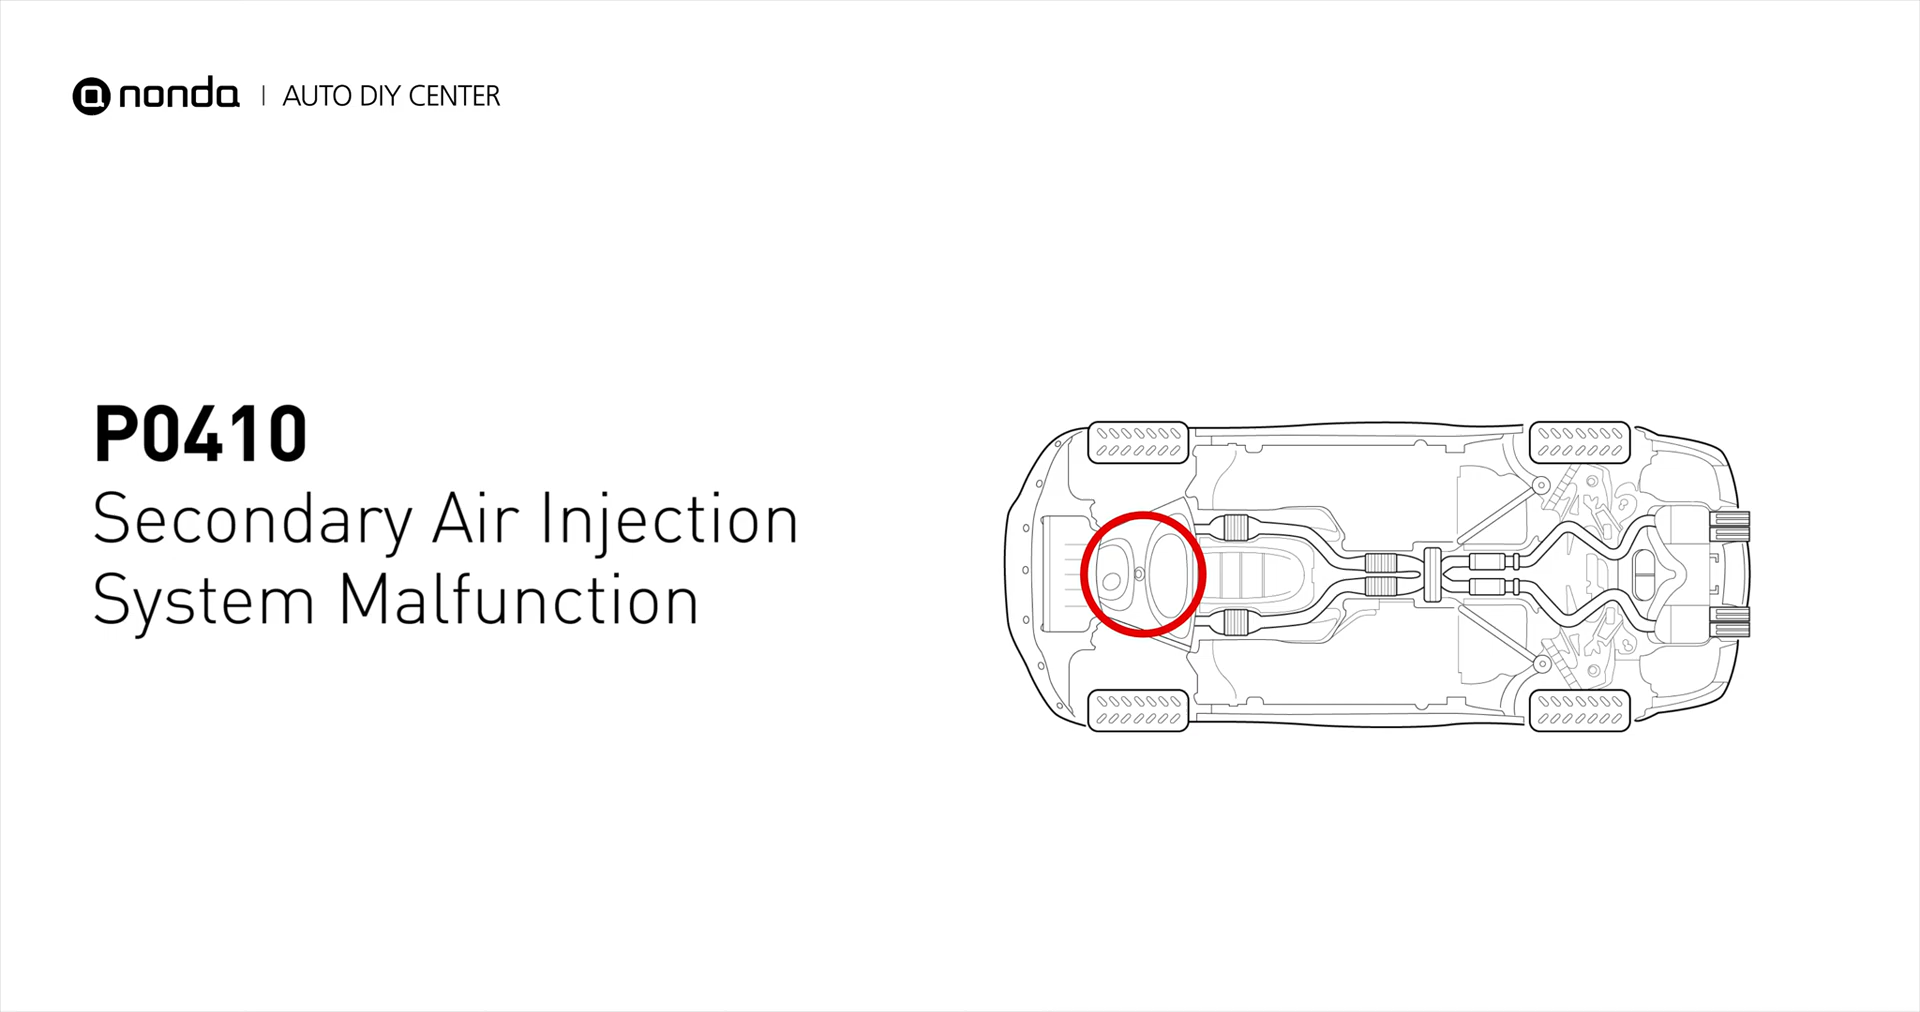 nonda | AUTO DIY CENTER
P0410
Secondary Air Injection
System Malfunction